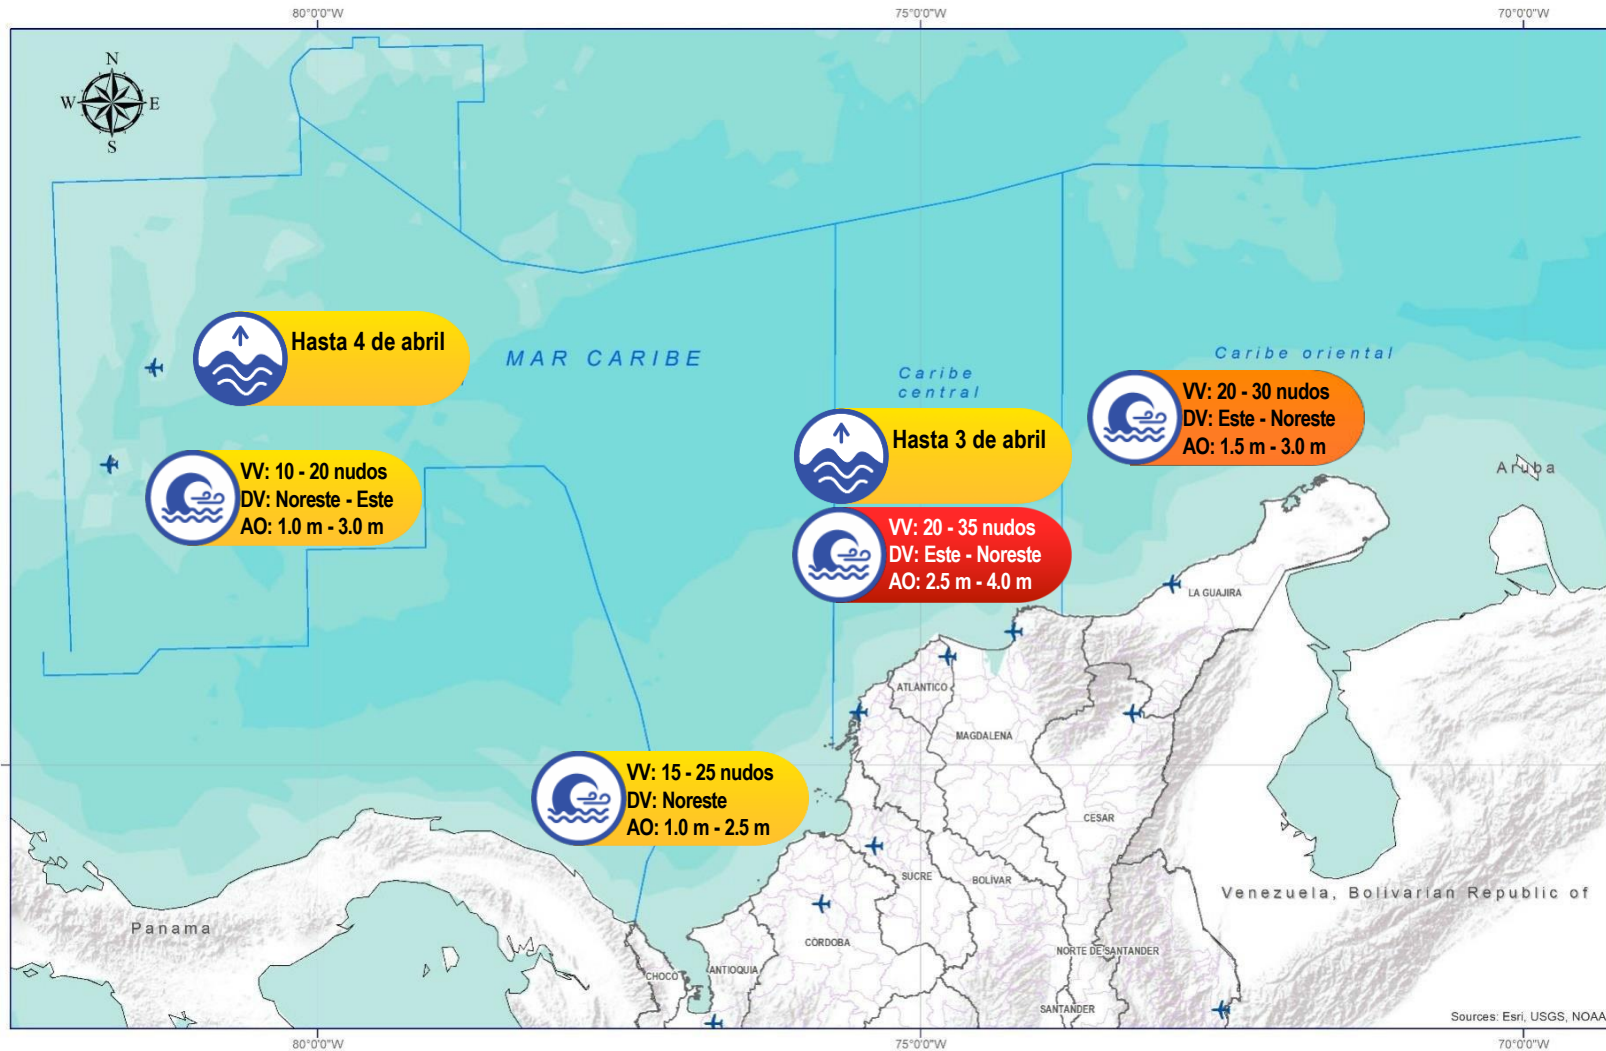 80°0'0"W
75°0'0"W
70°0'0"W
N
W
E
S
Hasta 4 de abril
MAR CARIBE
Caribe
central
Caribe oriental
VV: 20 - 30 nudos
DV: Este - Noreste
AO: 1.5 m - 3.0 m
Hasta 3 de abril
VV: 10 - 20 nudos
DV: Noreste - Este
AO: 1.0 m - 3.0 m
Aruba
VV: 20 - 35 nudos
DV: Este - Noreste
AO: 2.5 m - 4.0 m
LA GUAJIRA
ATLÁNTICO
MAGDALENA
VV: 15 - 25 nudos
DV: Noreste
AO: 1.0 m - 2.5 m
CESAR
SUCRE
BOLÍVAR
Venezuela, Bolivarian Republic of
Panama
CÓRDOBA
NORTE DE SANTANDER
CHOCÓ
ANTIOQUIA
SANTANDER
Sources: Esri, USGS, NOAA
80°0'0"W
75°0'0"W
70°0'0"W